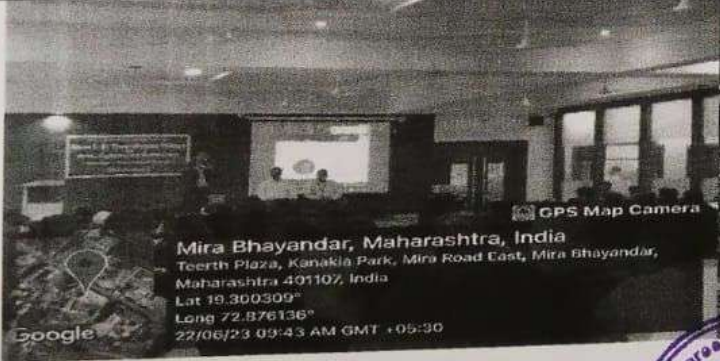 GPS Map Camera
Mira Bhayandar, Maharashtra, India
Teerth Plaza, Kanakia Park, Mira Road East, Mira Bhayandar,
Maharashtra 401107, India
Lat 19.300309°
Long 72.876136°
22/06/23 09:43 AM GMT +05:30
Google